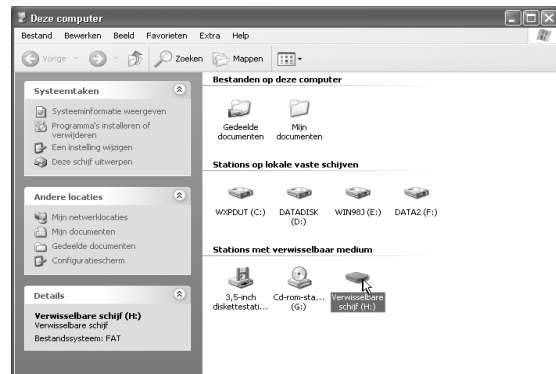 Deze computer
Bestand Bewerken Beeld Favorieten Extra Help
Vorige Zoeken Mappen
Systeemtaken
Systeeminformatie weergeven
Programma's installeren of
verwijderen
Een instelling wijzigen
Deze schijf uitwerpen
Andere locaties
Mijn netwerklocaties
Mijn documenten
Gedeelde documenten
Configuratiescherm
Details
Verwisselbare schijf (H:)
Verwisselbare schijf
Bestandssysteem: FAT
Bestanden op deze computer
Gedeelde Mijn
documenten documenten
Stations op lokale vaste schijven
WXPDUT (C:) DATADISK WIN98J (E:) DATA2 (F:)
(D:)
Stations met verwisselbaar medium
3,5-inch Cd-rom-sta... Verwisselbare
diskettestati... (G:) schijf (H:)